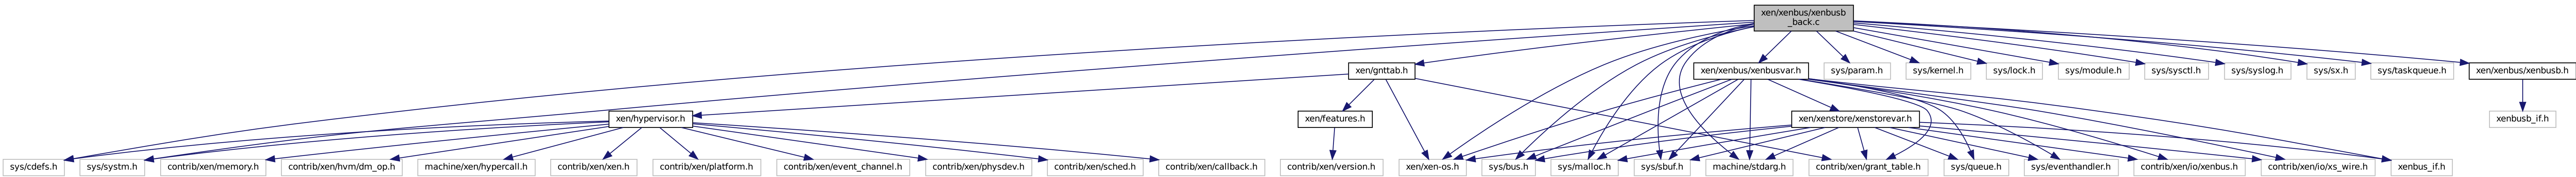 xen/xenbus/xenbusb
_back.c
xen/gnttab.h
xen/xenbus/xenbusvar.h
sys/param.h
sys/kernel.h
sys/lock.h
sys/module.h
sys/sysctl.h
sys/syslog.h
sys/sx.h
sys/taskqueue.h
xen/xenbus/xenbusb.h
xen/hypervisor.h
xen/features.h
xen/xenstore/xenstorevar.h
xenbusb_if.h
sys/cdefs.h
sys/systm.h
contrib/xen/memory.h
contrib/xen/hvm/dm_op.h
machine/xen/hypercall.h
contrib/xen/xen.h
contrib/xen/platform.h
contrib/xen/event_channel.h
contrib/xen/physdev.h
contrib/xen/sched.h
contrib/xen/callback.h
contrib/xen/version.h
xen/xen-os.h
sys/bus.h
sys/malloc.h
sys/sbuf.h
machine/stdarg.h
contrib/xen/grant_table.h
sys/queue.h
sys/eventhandler.h
contrib/xen/io/xenbus.h
contrib/xen/io/xs_wire.h
xenbus_if.h